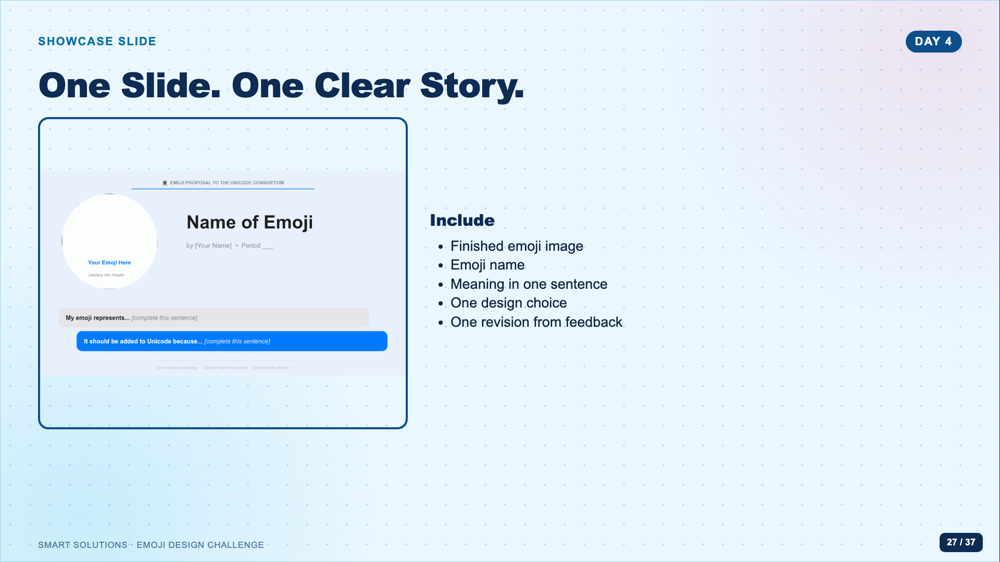 SHOWCASE SLIDE
DAY 4
One Slide. One Clear Story.
🏛 EMOJI PROPOSAL TO THE UNICODE CONSORTIUM
Name of Emoji
by [Your Name] • Period ___
Your Emoji Here
(replace this image)
My emoji represents... [complete this sentence]
It should be added to Unicode because... [complete this sentence]
Emoji Design Challenge • Digital Product Innovations • Bowie Middle School
Include
• Finished emoji image
• Emoji name
• Meaning in one sentence
• One design choice
• One revision from feedback
SMART SOLUTIONS · EMOJI DESIGN CHALLENGE
27 / 37